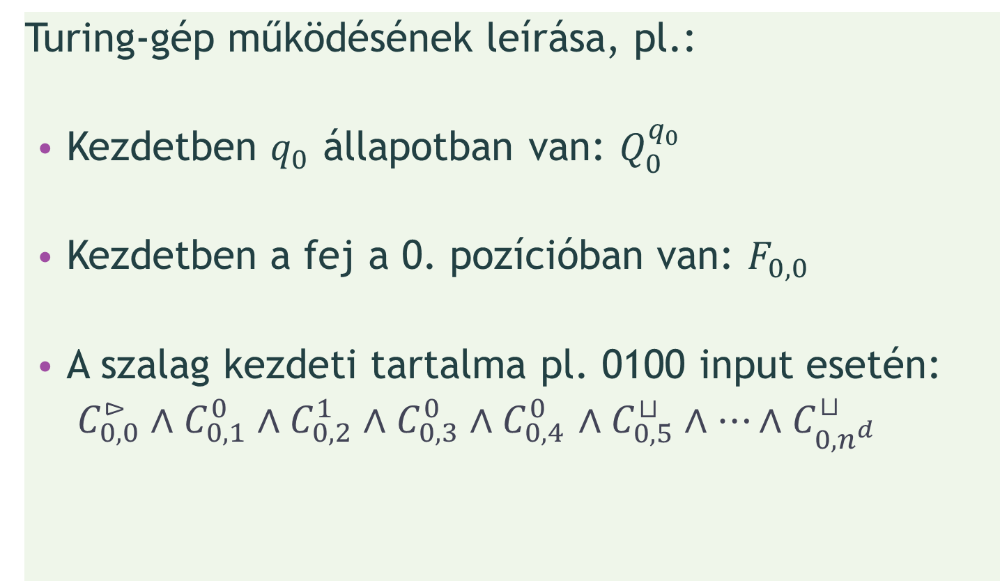 Turing-gép működésének leírása, pl.:
• Kezdetben $q_0$ állapotban van: $Q_0^{q_0}$
• Kezdetben a fej a 0. pozícióban van: $F_{0,0}$
• A szalag kezdeti tartalma pl. 0100 input esetén:
$C_{0,0}^{\rhd} \wedge C_{0,1}^{0} \wedge C_{0,2}^{1} \wedge C_{0,3}^{0} \wedge C_{0,4}^{0} \wedge C_{0,5}^{\sqcup} \wedge \cdots \wedge C_{0,n^d}^{\sqcup}$